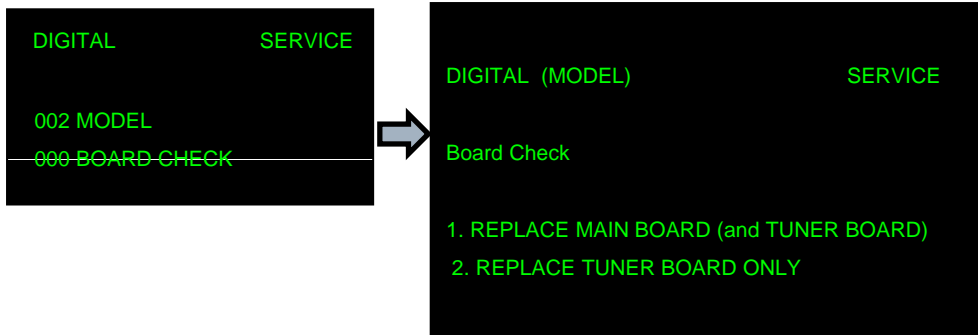 DIGITAL SERVICE
002 MODEL
000 BOARD CHECK
DIGITAL (MODEL) SERVICE
Board Check
1. REPLACE MAIN BOARD (and TUNER BOARD)
2. REPLACE TUNER BOARD ONLY